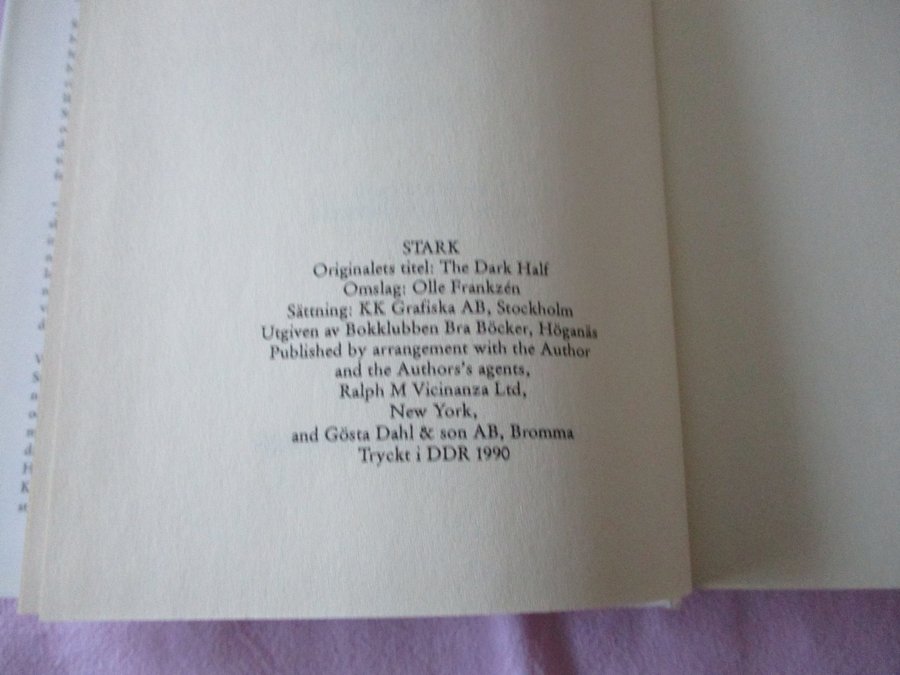 STARK
Originalets titel: The Dark Half
Omslag: Olle Frankzén
Sättning: KK Grafiska AB, Stockholm
Utgiven av Bokklubben Bra Böcker, Höganäs
Published by arrangement with the Author
and the Authors's agents,
Ralph M Vicinanza Ltd,
New York,
and Gösta Dahl & son AB, Bromma
Tryckt i DDR 1990